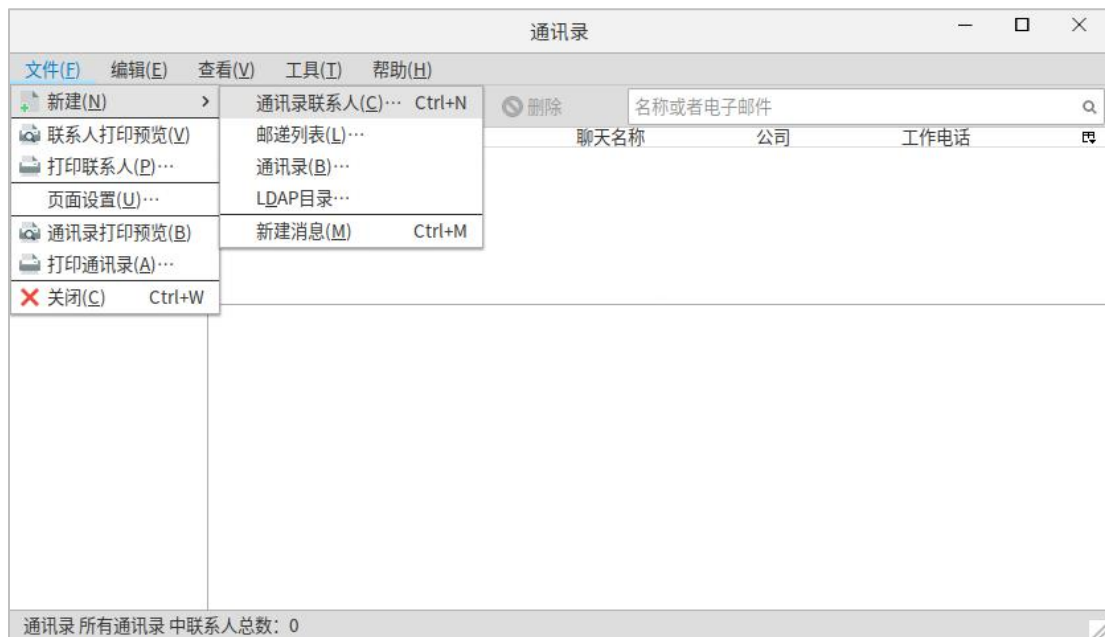 通讯录
文件(F) 编辑(E) 查看(V) 工具(T) 帮助(H)
新建(N)
联系人打印预览(V)
打印联系人(P)…
页面设置(U)…
通讯录打印预览(B)
打印通讯录(A)…
关闭(C) Ctrl+W
通讯录联系人(C)… Ctrl+N
邮递列表(L)…
通讯录(B)…
LDAP目录…
新建消息(M) Ctrl+M
删除 名称或者电子邮件
聊天名称 公司 工作电话
通讯录 所有通讯录 中联系人总数：0